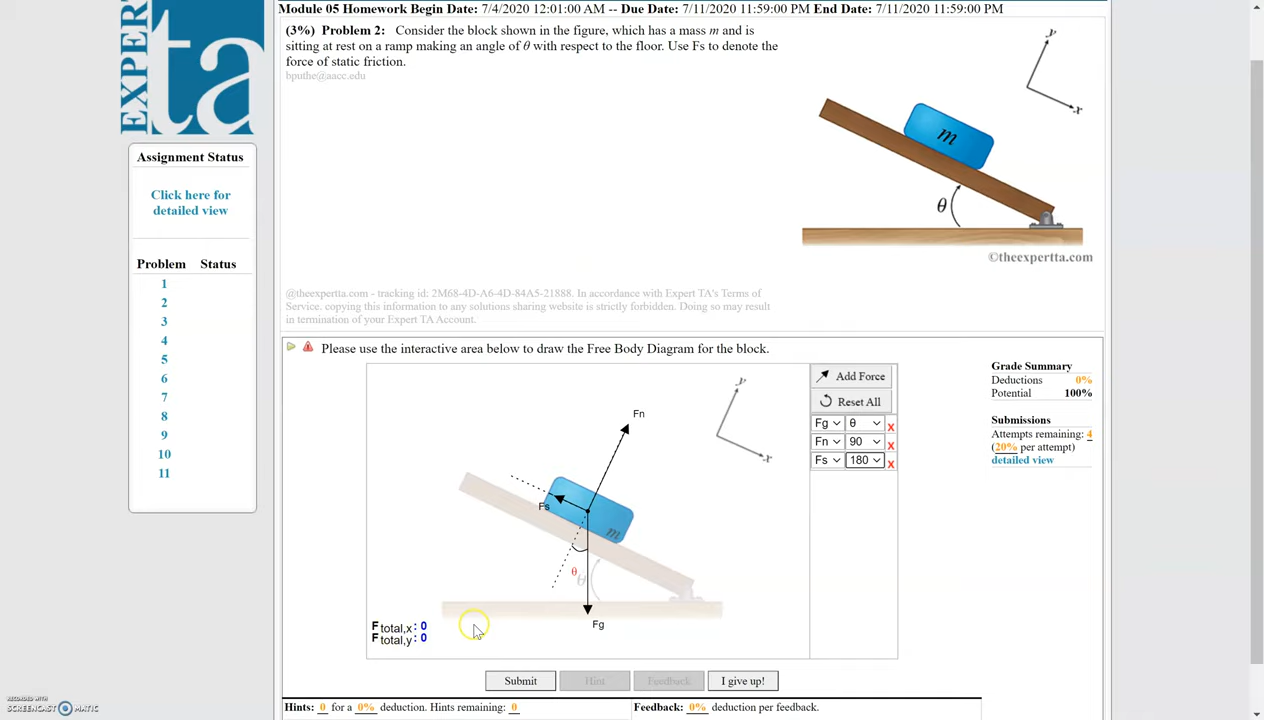 Module 05 Homework Begin Date: 7/4/2020 12:01:00 AM -- Due Date: 7/11/2020 11:59:00 PM End Date: 7/11/2020 11:59:00 PM
EXPERT
ta
(3%) Problem 2: Consider the block shown in the figure, which has a mass m and is
sitting at rest on a ramp making an angle of θ with respect to the floor. Use Fs to denote the
force of static friction.
bputhe@aacc.edu
y
x
m
θ
©theexpertta.com
Assignment Status
Click here for
detailed view
Problem Status
1
2
3
4
5
6
7
8
9
10
11
@theexpertta.com - tracking id: 2M68-4D-A6-4D-84A5-21888. In accordance with Expert TA's Terms of
Service. copying this information to any solutions sharing website is strictly forbidden. Doing so may result
in termination of your Expert TA Account.
Please use the interactive area below to draw the Free Body Diagram for the block.
Add Force
Reset All
Fg θ x
Fn 90 x
Fs 180 x
y
x
Fn
Fs
m
θ
θ
Fg
F total,x: 0
F total,y: 0
Grade Summary
Deductions 0%
Potential 100%
Submissions
Attempts remaining: 4
(20% per attempt)
detailed view
Submit Hint Feedback I give up!
Hints: 0 for a 0% deduction. Hints remaining: 0
Feedback: 0% deduction per feedback.
RECORDED WITH
SCREENCAST MATIC